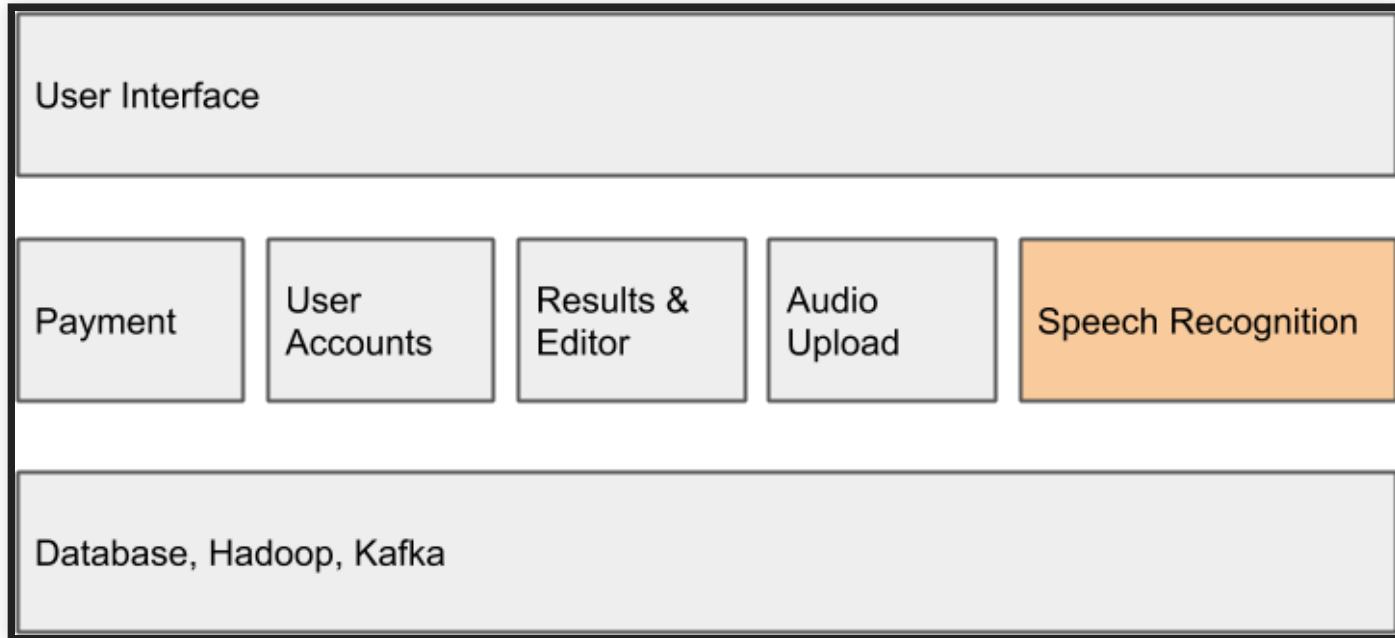 User Interface
Payment
User
Accounts
Results &
Editor
Audio
Upload
Speech Recognition
Database, Hadoop, Kafka